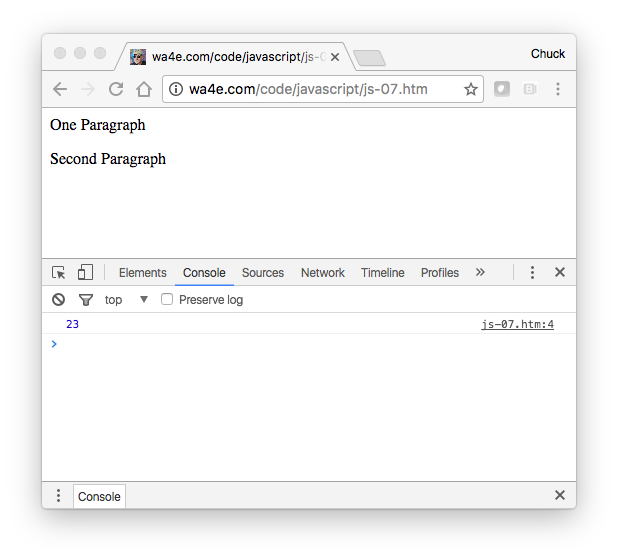 wa4e.com/code/javascript/js-0
Chuck
wa4e.com/code/javascript/js-07.htm
One Paragraph
Second Paragraph
Elements Console Sources Network Timeline Profiles »
top Preserve log
23 js-07.htm:4
>
Console